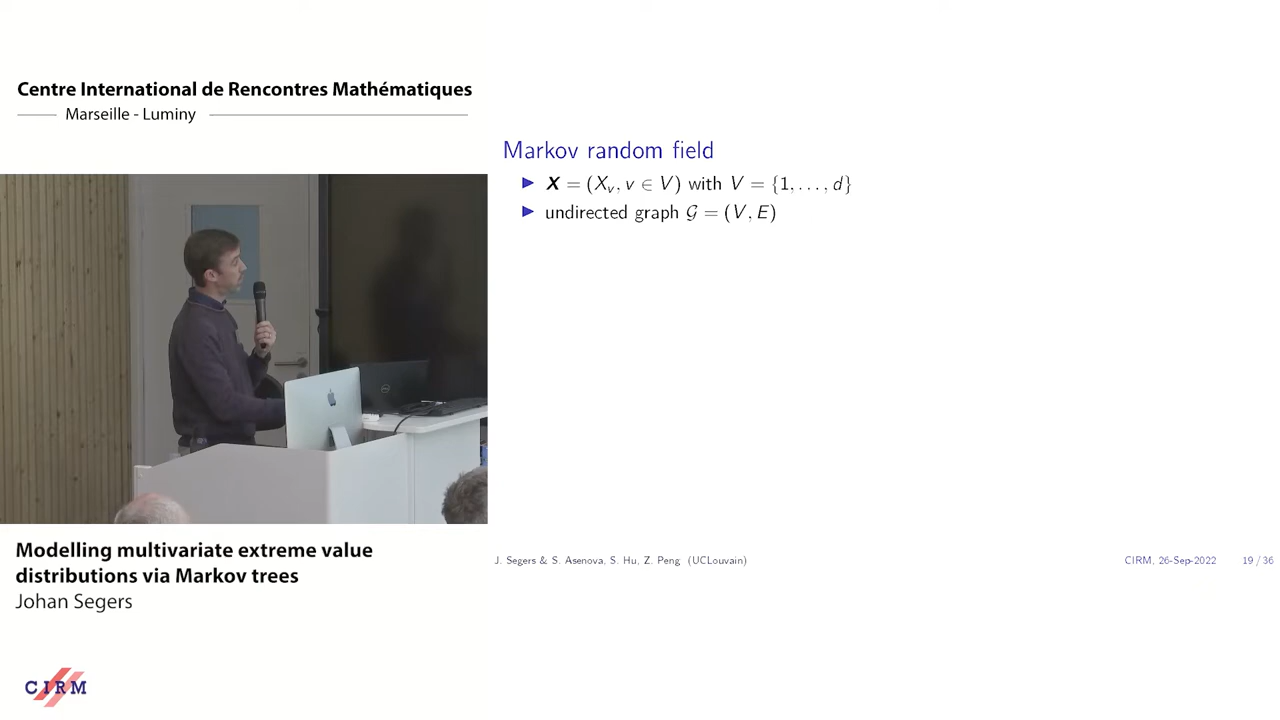 Centre International de Rencontres Mathématiques
Marseille - Luminy
Markov random field
X = (Xᵥ, v ∈ V) with V = {1, . . . , d}
undirected graph 𝒢 = (V, E)
Modelling multivariate extreme value
distributions via Markov trees
Johan Segers
J. Segers & S. Asenova, S. Hu, Z. Peng (UCLouvain)
CIRM, 26-Sep-2022
19 / 36
CIRM